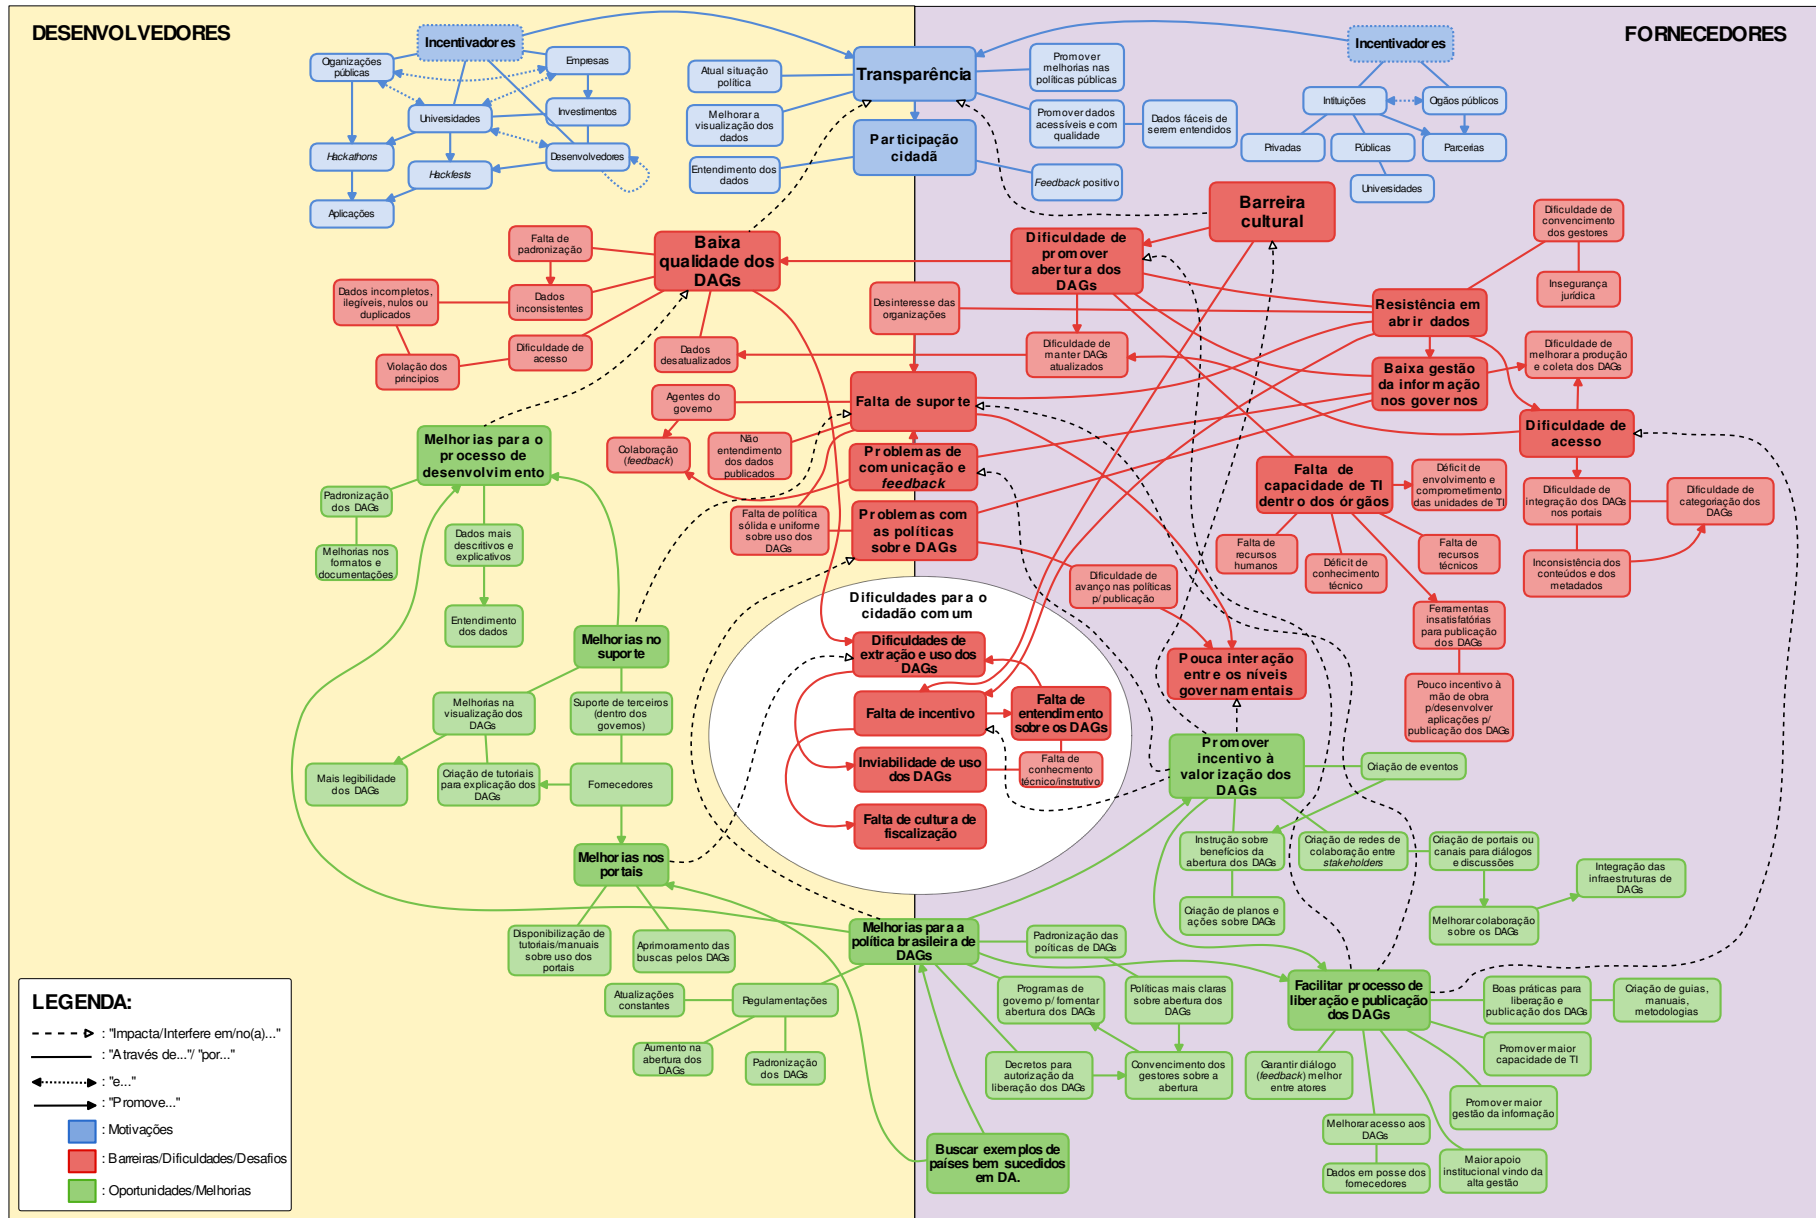 DESENVOLVEDORES
FORNECEDORES
Incentivadores
Organizações
públicas
Empresas
Universidades
Investimentos
Hackathons
Desenvolvedores
Hackfests
Aplicações
Transparência
Atual situação
política
Melhorar a
visualização dos
dados
Promover
melhorias nas
políticas públicas
Promover dados
acessíveis e com
qualidade
Dados fáceis de
serem entendidos
Participação
cidadã
Entendimento dos
dados
Feedback positivo
Incentivadores
Intituições
Ogãos públicos
Privadas
Públicas
Parcerias
Universidades
Barreira
cultural
Baixa
qualidade dos
DAGs
Falta de
padronização
Dados
inconsistentes
Dados incompletos,
ilegíveis, nulos ou
duplicados
Violação dos
principios
Dificuldade de
acesso
Dados
desatualizados
Dificuldade de
promover
abertura dos
DAGs
Desinteresse das
organizações
Dificuldade de
manter DAGs
atualizados
Dificuldade de
convencimento
dos gestores
Insegurança
jurídica
Resistência em
abrir dados
Baixa gestão
da informação
nos governos
Dificuldade de
melhorar a produção
e coleta dos DAGs
Dificuldade de
acesso
Falta de suporte
Agentes do
governo
Colaboração
(feedback)
Não
entendimento
dos dados
publicados
Problemas de
comunicação e
feedback
Falta de política
sólida e uniforme
sobre uso dos
DAGs
Problemas com
as políticas
sobre DAGs
Falta de
capacidade de TI
dentro dos órgãos
Déficit de
envolvimento e
comprometimento
das unidades de TI
Falta de
recursos
humanos
Déficit de
conhecimento
técnico
Falta de
recursos
técnicos
Dificuldade de
integração dos DAGs
nos portais
Dificuldade de
categorização dos
DAGs
Inconsistência dos
conteúdos e dos
metadados
Ferramentas
insatisfatórias
para publicação
dos DAGs
Pouco incentivo à
mão de obra
p/desenvolver
aplicações p/
publicação dos DAGs
Dificuldade de
avanço nas políticas
p/ publicação
Pouca interação
entre os níveis
governamentais
Dificuldades para o
cidadão comum
Dificuldades de
extração e uso dos
DAGs
Falta de incentivo
Falta de
entendimento
sobre os DAGs
Inviabilidade de uso
dos DAGs
Falta de
conhecmento
técnico/instrutivo
Falta de cultura de
fiscalização
Melhorias para o
processo de
desenvolvimento
Padronização
dos DAGs
Melhorias nos
formatos e
documentações
Dados mais
descritivos e
explicativos
Entendimento
dos dados
Melhorias no
suporte
Melhorias na
visualização dos
DAGs
Suporte de terceiros
(dentro dos
governos)
Mais legibilidade
dos DAGs
Criação de tutoriais
para explicação dos
DAGs
Fornecedores
Melhorias nos
portais
Disponibilização de
tutoriais/manuais
sobre uso dos
portais
Aprimoramento das
buscas pelos DAGs
Promover
incentivo à
valorização dos
DAGs
Criação de eventos
Instrução sobre
benefícios da
abertura dos DAGs
Criação de redes de
colaboração entre
stakeholders
Criação de portais ou
canais para diálogos
e discussões
Integração das
infraestruturas de
DAGs
Criação de planos e
ações sobre DAGs
Melhorar colaboração
sobre os DAGs
Melhorias para a
política brasileira de
DAGs
Padronização das
poíticas de DAGs
Atualizações
constantes
Regulamentações
Aumento na
abertura dos
DAGs
Padronização
dos DAGs
Programas de
governo p/ fomentar
abertura dos DAGs
Políticas mais claras
sobre abertura dos
DAGs
Decretos para
autorização da
liberação dos DAGs
Convencimento dos
gestores sobre a
abertura
Facilitar processo de
liberação e publicação
dos DAGs
Boas práticas para
liberação e
publicação dos DAGs
Criação de guias,
manuais,
metodologias
Promover maior
capacidade de TI
Garantir diálogo
(feedback) melhor
entre atores
Promover maior
gestão da informação
Melhorar acesso aos
DAGs
Dados em posse dos
fornecedores
Maior apoio
institucional vindo da
alta gestão
Buscar exemplos de
países bem sucedidos
em DA.
LEGENDA:
: "Impacta/Interfere em/no(a)..."
: "Através de..."/ "por..."
: "e..."
: "Promove..."
: Motivações
: Barreiras/Dificuldades/Desafios
: Oportunidades/Melhorias